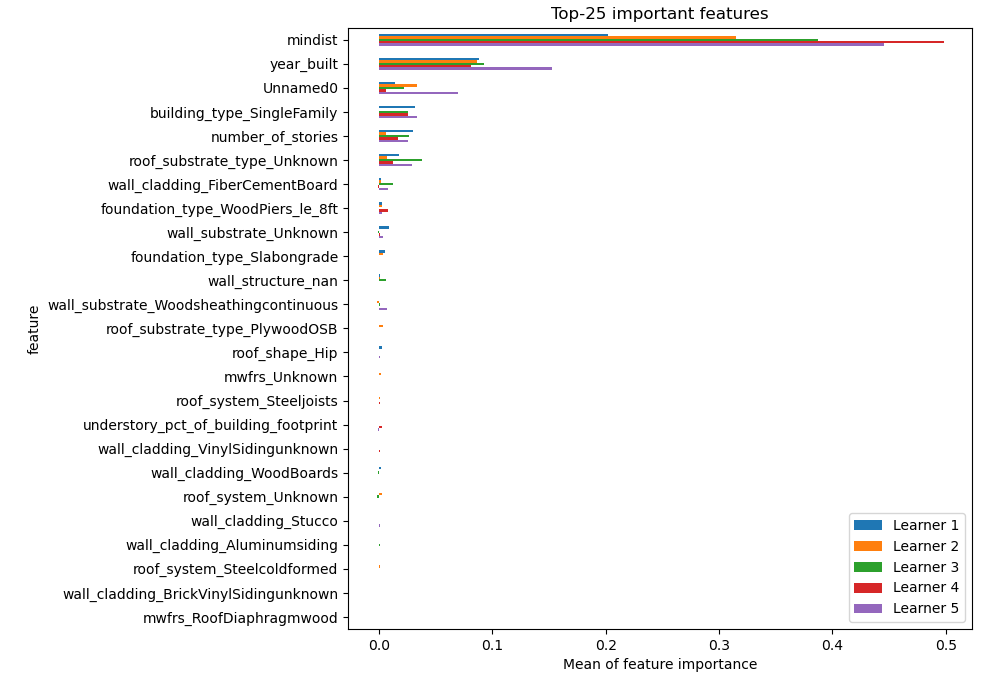 Top-25 important features
mindist
year_built
Unnamed0
building_type_SingleFamily
number_of_stories
roof_substrate_type_Unknown
wall_cladding_FiberCementBoard
foundation_type_WoodPiers_le_8ft
wall_substrate_Unknown
foundation_type_Slabongrade
wall_structure_nan
wall_substrate_Woodsheathingcontinuous
roof_substrate_type_PlywoodOSB
roof_shape_Hip
mwfrs_Unknown
roof_system_Steeljoists
understory_pct_of_building_footprint
wall_cladding_VinylSidingunknown
wall_cladding_WoodBoards
roof_system_Unknown
wall_cladding_Stucco
wall_cladding_Aluminumsiding
roof_system_Steelcoldformed
wall_cladding_BrickVinylSidingunknown
mwfrs_RoofDiaphragmwood
feature
Learner 1
Learner 2
Learner 3
Learner 4
Learner 5
0.0 0.1 0.2 0.3 0.4 0.5
Mean of feature importance